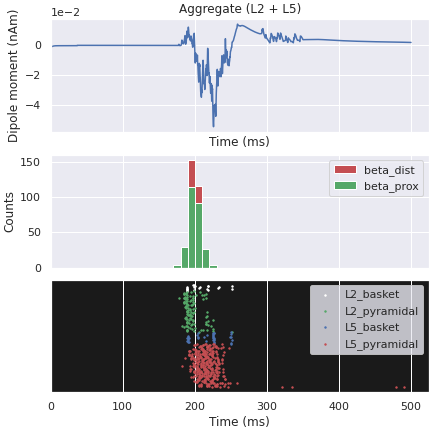 Aggregate (L2 + L5)
1e−2
0
−2
−4
Dipole moment (nAm)
Time (ms)
150
100
50
0
Counts
beta_dist
beta_prox
L2_basket
L2_pyramidal
L5_basket
L5_pyramidal
0 100 200 300 400 500
Time (ms)